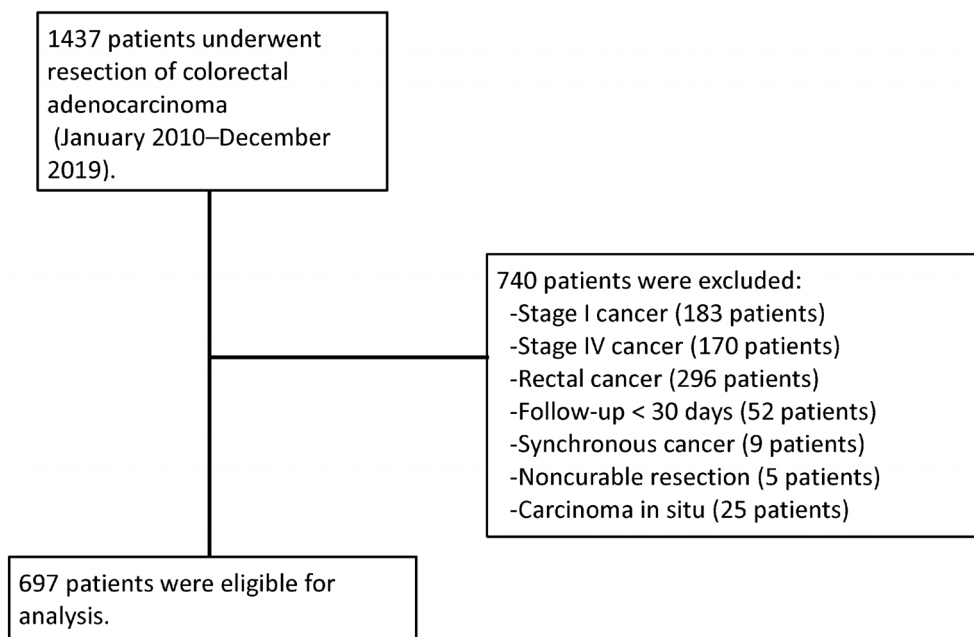 1437 patients underwent
resection of colorectal
adenocarcinoma
(January 2010–December
2019).
740 patients were excluded:
-Stage I cancer (183 patients)
-Stage IV cancer (170 patients)
-Rectal cancer (296 patients)
-Follow-up < 30 days (52 patients)
-Synchronous cancer (9 patients)
-Noncurable resection (5 patients)
-Carcinoma in situ (25 patients)
697 patients were eligible for
analysis.